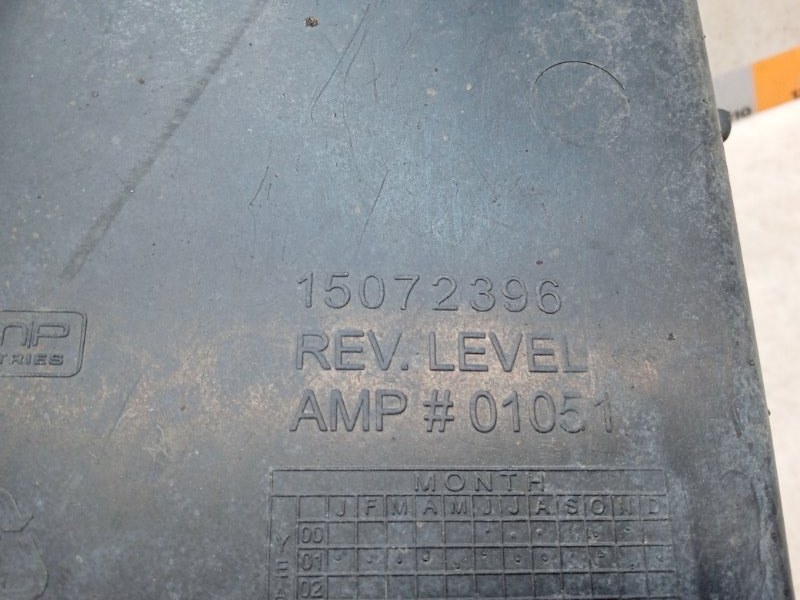 15072396
REV. LEVEL
AMP # 01051
MONTH
J F M A M J J A S O N D
00
01
02